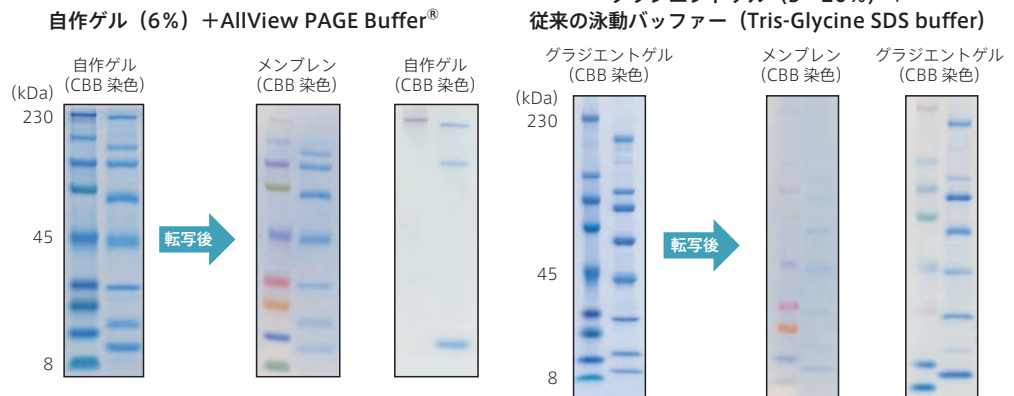 自作ゲル（6％）＋AllView PAGE Buffer®
自作ゲル
(CBB 染色)
メンブレン
(CBB 染色)
自作ゲル
(CBB 染色)
(kDa)
230
45
8
転写後
従来の泳動バッファー（Tris-Glycine SDS buffer）
グラジエントゲル
(CBB 染色)
メンブレン
(CBB 染色)
グラジエントゲル
(CBB 染色)
(kDa)
230
45
8
転写後